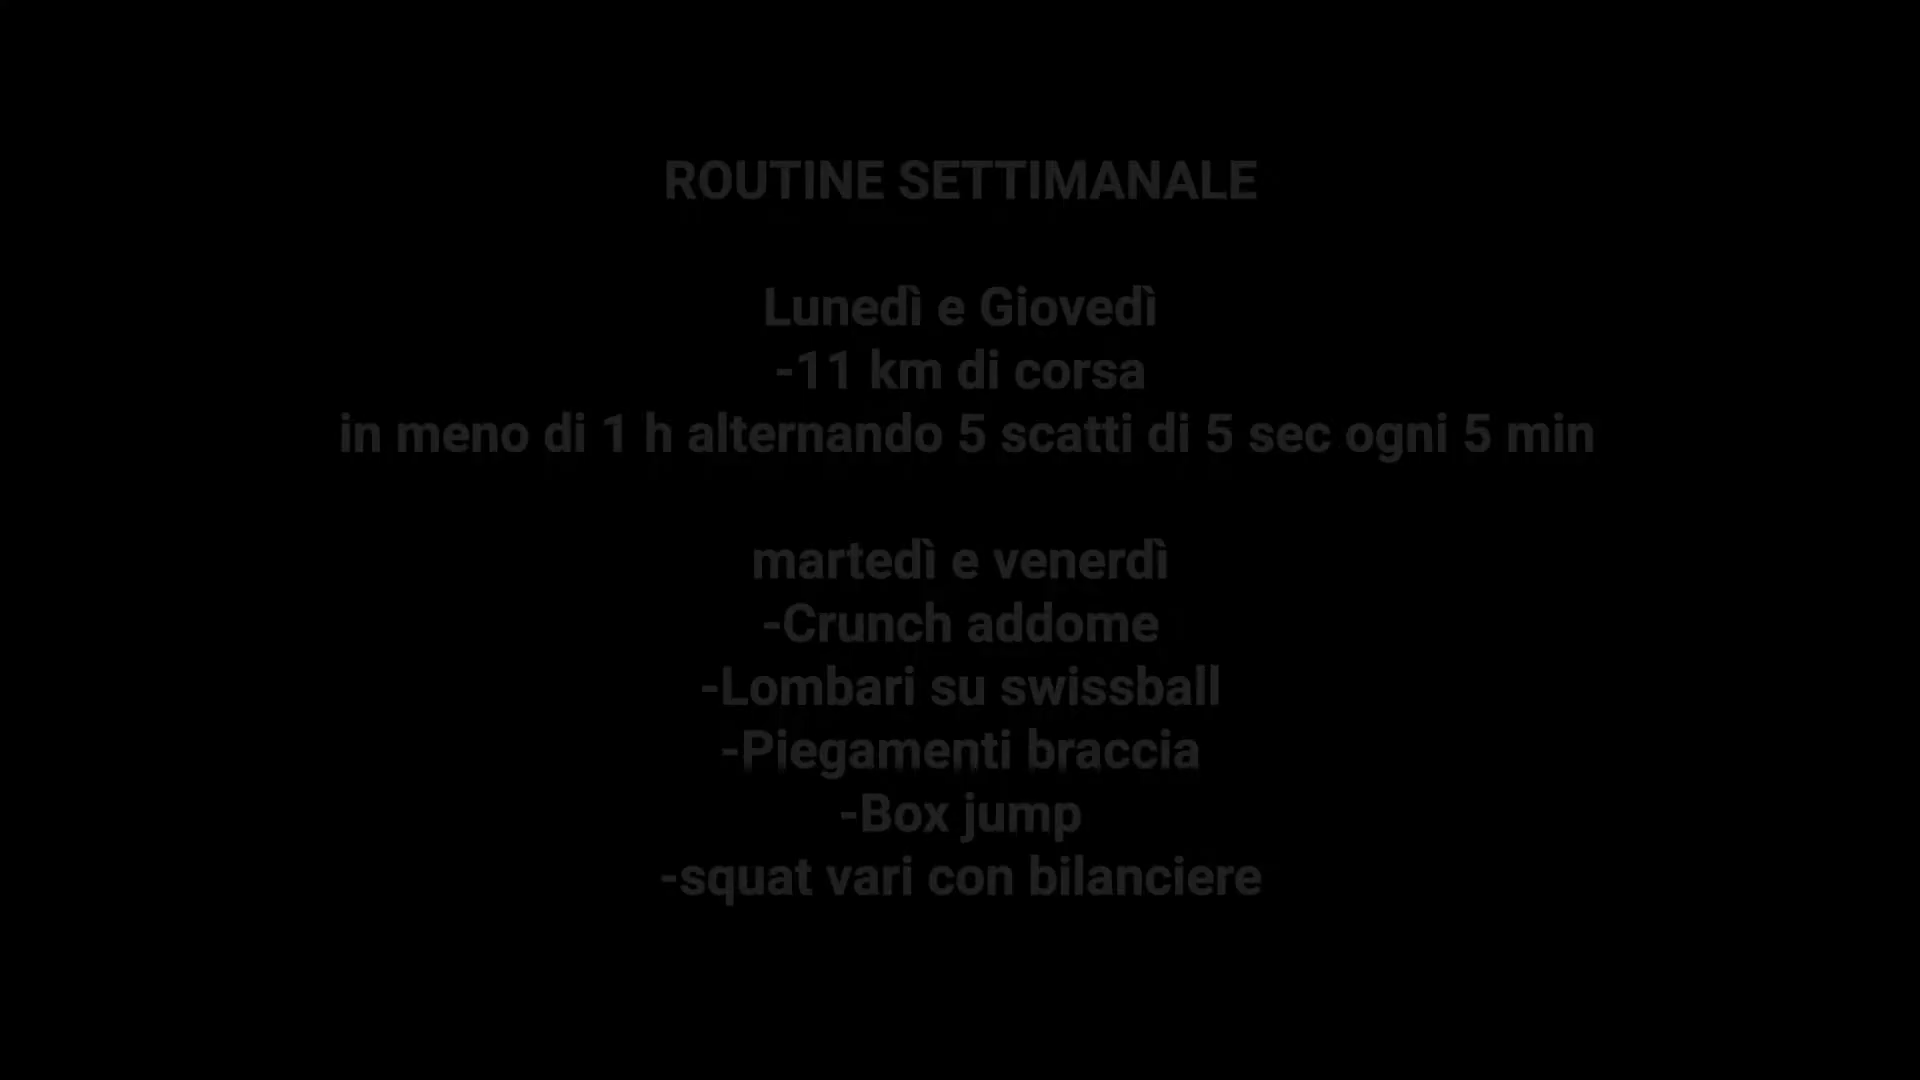 ROUTINE SETTIMANALE
Lunedì e Giovedì
-11 km di corsa
in meno di 1 h alternando 5 scatti di 5 sec ogni 5 min
martedì e venerdì
-Crunch addome
-Lombari su swissball
-Piegamenti braccia
-Box jump
-squat vari con bilanciere